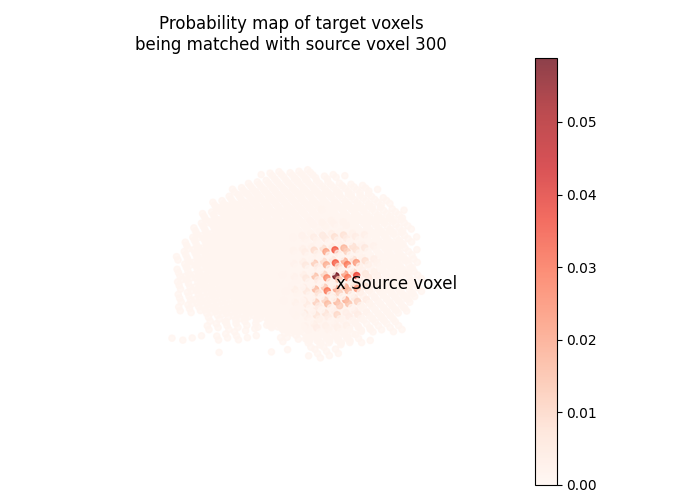 Probability map of target voxels
being matched with source voxel 300
0.05
0.04
0.03
x Source voxel
0.02
0.01
0.00